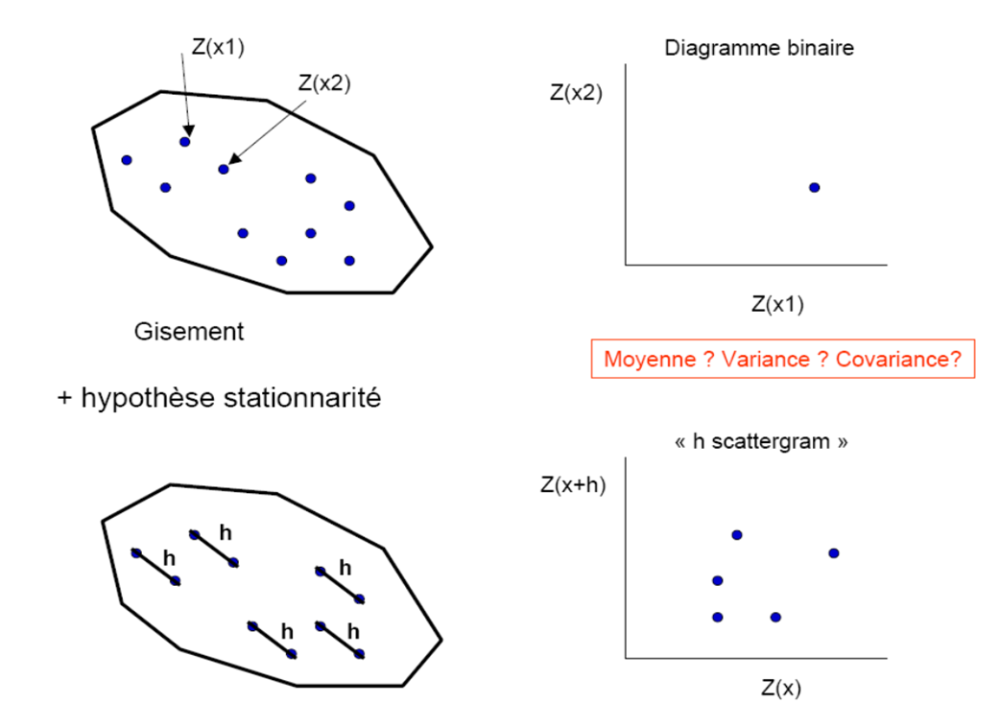 Z(x1)
Z(x2)
Gisement
Diagramme binaire
Z(x2)
Z(x1)
Moyenne ? Variance ? Covariance?
+ hypothèse stationnarité
h
h
h
h
h
« h scattergram »
Z(x+h)
Z(x)